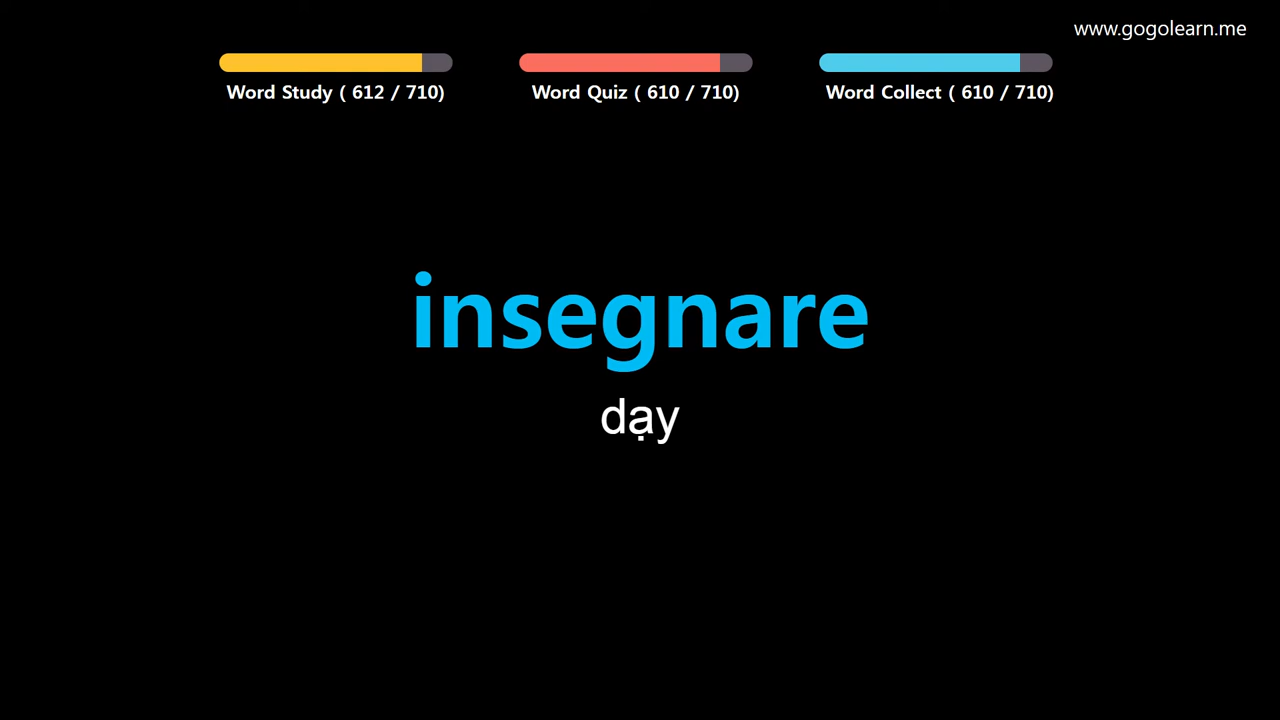 www.gogolearn.me
Word Study ( 612 / 710)
Word Quiz ( 610 / 710)
Word Collect ( 610 / 710)
insegnare
dạy